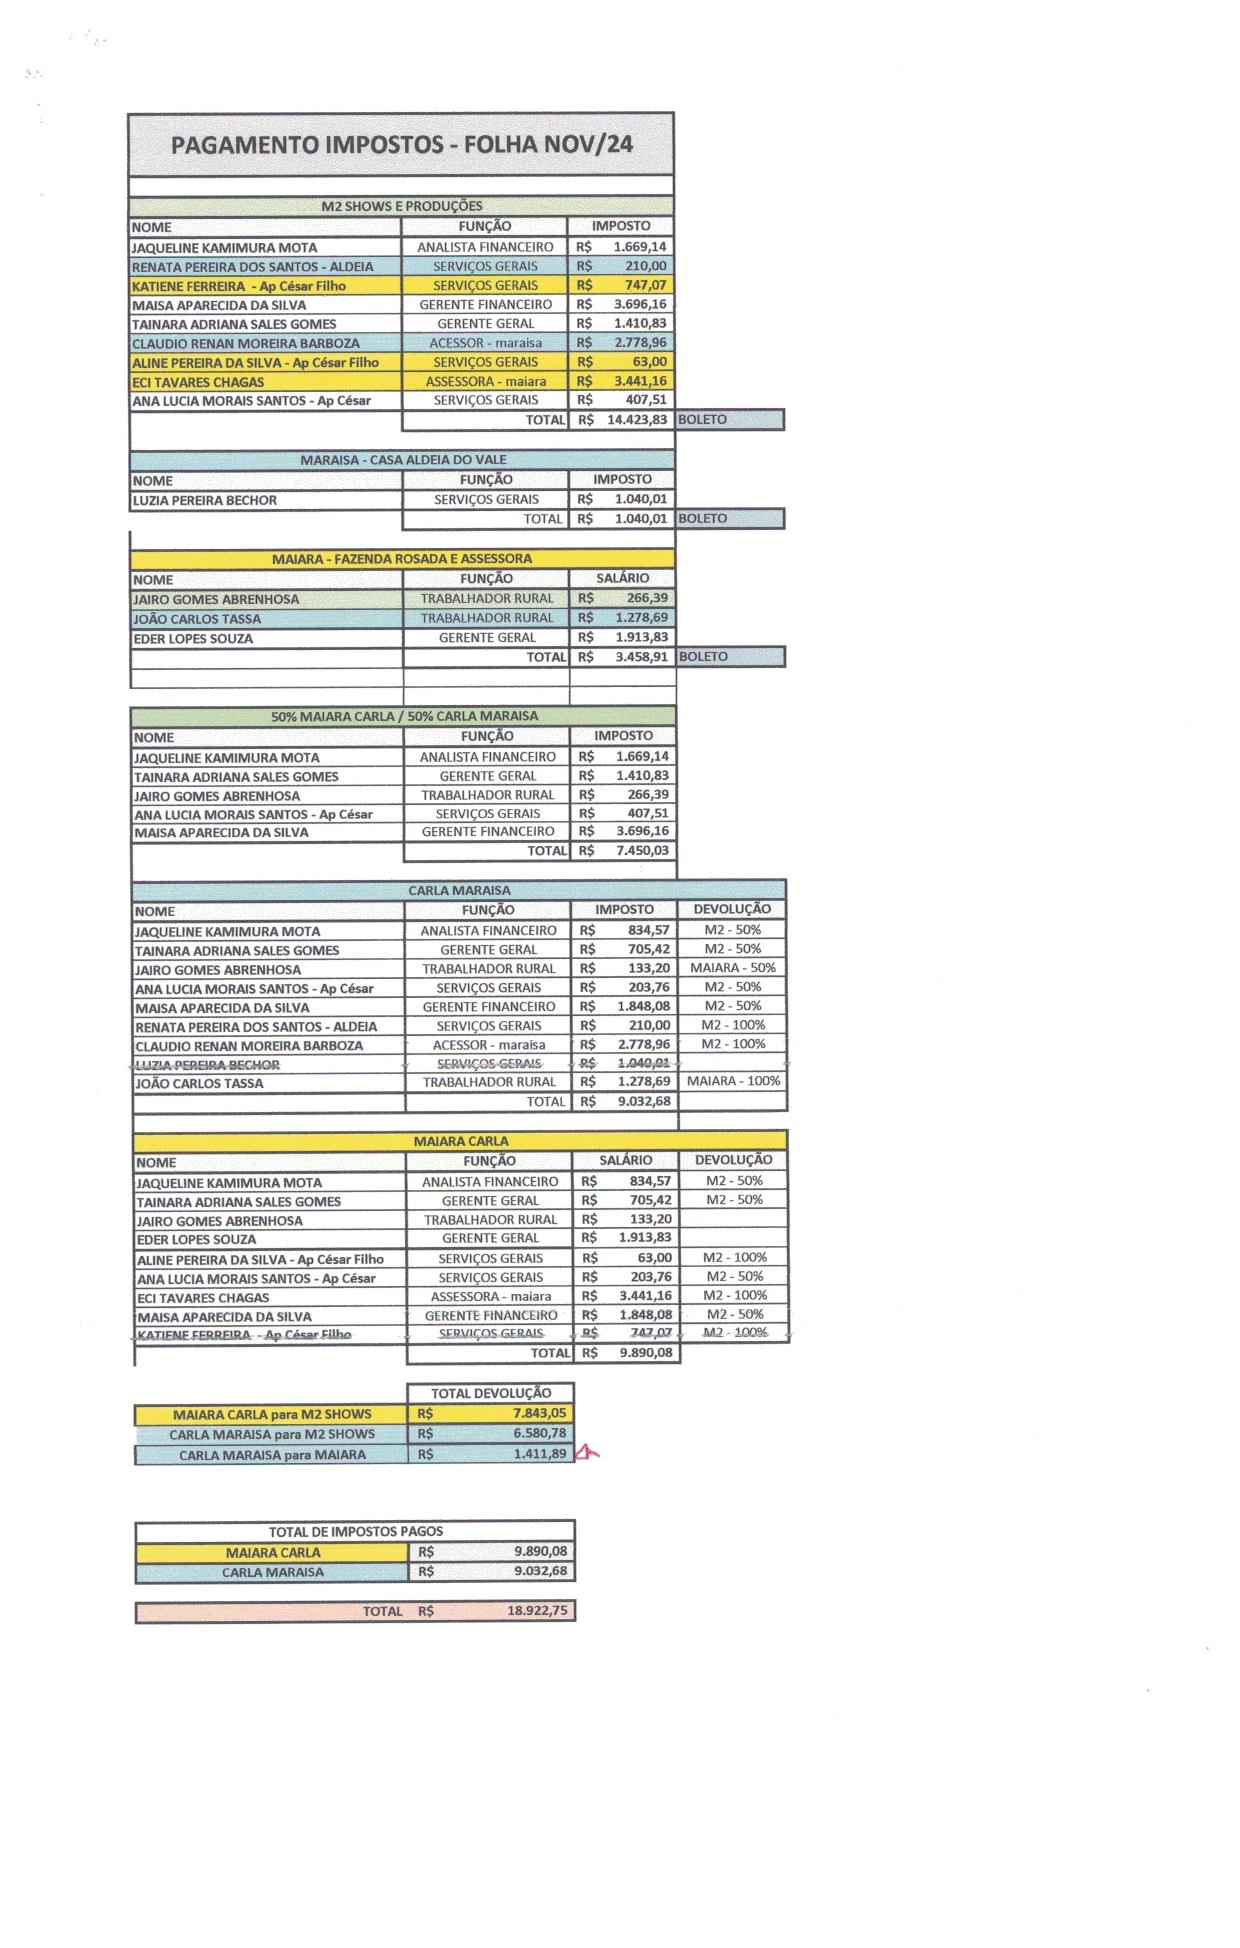 PAGAMENTO IMPOSTOS - FOLHA NOV/24
M2 SHOWS E PRODUÇÕES
NOME FUNÇÃO IMPOSTO
JAQUELINE KAMIMURA MOTA ANALISTA FINANCEIRO R$ 1.669,14
RENATA PEREIRA DOS SANTOS - ALDEIA SERVIÇOS GERAIS R$ 210,00
KATIENE FERREIRA - Ap César Filho SERVIÇOS GERAIS R$ 747,07
MAISA APARECIDA DA SILVA GERENTE FINANCEIRO R$ 3.696,16
TAINARA ADRIANA SALES GOMES GERENTE GERAL R$ 1.410,83
CLAUDIO RENAN MOREIRA BARBOZA ACESSOR - maraisa R$ 2.778,96
ALINE PEREIRA DA SILVA - Ap César Filho SERVIÇOS GERAIS R$ 63,00
ECI TAVARES CHAGAS ASSESSORA - maiara R$ 3.441,16
ANA LUCIA MORAIS SANTOS - Ap César SERVIÇOS GERAIS R$ 407,51
TOTAL R$ 14.423,83 BOLETO
MARAISA - CASA ALDEIA DO VALE
NOME FUNÇÃO IMPOSTO
LUZIA PEREIRA BECHOR SERVIÇOS GERAIS R$ 1.040,01
TOTAL R$ 1.040,01 BOLETO
MAIARA - FAZENDA ROSADA E ASSESSORA
NOME FUNÇÃO SALÁRIO
JAIRO GOMES ABRENHOSA TRABALHADOR RURAL R$ 266,39
JOÃO CARLOS TASSA TRABALHADOR RURAL R$ 1.278,69
EDER LOPES SOUZA GERENTE GERAL R$ 1.913,83
TOTAL R$ 3.458,91 BOLETO
50% MAIARA CARLA / 50% CARLA MARAISA
NOME FUNÇÃO IMPOSTO
JAQUELINE KAMIMURA MOTA ANALISTA FINANCEIRO R$ 1.669,14
TAINARA ADRIANA SALES GOMES GERENTE GERAL R$ 1.410,83
JAIRO GOMES ABRENHOSA TRABALHADOR RURAL R$ 266,39
ANA LUCIA MORAIS SANTOS - Ap César SERVIÇOS GERAIS R$ 407,51
MAISA APARECIDA DA SILVA GERENTE FINANCEIRO R$ 3.696,16
TOTAL R$ 7.450,03
CARLA MARAISA
NOME FUNÇÃO IMPOSTO DEVOLUÇÃO
JAQUELINE KAMIMURA MOTA ANALISTA FINANCEIRO R$ 834,57 M2 - 50%
TAINARA ADRIANA SALES GOMES GERENTE GERAL R$ 705,42 M2 - 50%
JAIRO GOMES ABRENHOSA TRABALHADOR RURAL R$ 133,20 MAIARA - 50%
ANA LUCIA MORAIS SANTOS - Ap César SERVIÇOS GERAIS R$ 203,76 M2 - 50%
MAISA APARECIDA DA SILVA GERENTE FINANCEIRO R$ 1.848,08 M2 - 50%
RENATA PEREIRA DOS SANTOS - ALDEIA SERVIÇOS GERAIS R$ 210,00 M2 - 100%
CLAUDIO RENAN MOREIRA BARBOZA ACESSOR - maraisa R$ 2.778,96 M2 - 100%
LUZIA PEREIRA BECHOR SERVIÇOS GERAIS R$ 1.040,01
JOÃO CARLOS TASSA TRABALHADOR RURAL R$ 1.278,69 MAIARA - 100%
TOTAL R$ 9.032,68
MAIARA CARLA
NOME FUNÇÃO SALÁRIO DEVOLUÇÃO
JAQUELINE KAMIMURA MOTA ANALISTA FINANCEIRO R$ 834,57 M2 - 50%
TAINARA ADRIANA SALES GOMES GERENTE GERAL R$ 705,42 M2 - 50%
JAIRO GOMES ABRENHOSA TRABALHADOR RURAL R$ 133,20
EDER LOPES SOUZA GERENTE GERAL R$ 1.913,83
ALINE PEREIRA DA SILVA - Ap César Filho SERVIÇOS GERAIS R$ 63,00 M2 - 100%
ANA LUCIA MORAIS SANTOS - Ap César SERVIÇOS GERAIS R$ 203,76 M2 - 50%
ECI TAVARES CHAGAS ASSESSORA - maiara R$ 3.441,16 M2 - 100%
MAISA APARECIDA DA SILVA GERENTE FINANCEIRO R$ 1.848,08 M2 - 50%
KATIENE FERREIRA - Ap César Filho SERVIÇOS GERAIS R$ 747,07 M2 - 100%
TOTAL R$ 9.890,08
TOTAL DEVOLUÇÃO
MAIARA CARLA para M2 SHOWS R$ 7.843,05
CARLA MARAISA para M2 SHOWS R$ 6.580,78
CARLA MARAISA para MAIARA R$ 1.411,89
TOTAL DE IMPOSTOS PAGOS
MAIARA CARLA R$ 9.890,08
CARLA MARAISA R$ 9.032,68
TOTAL R$ 18.922,75